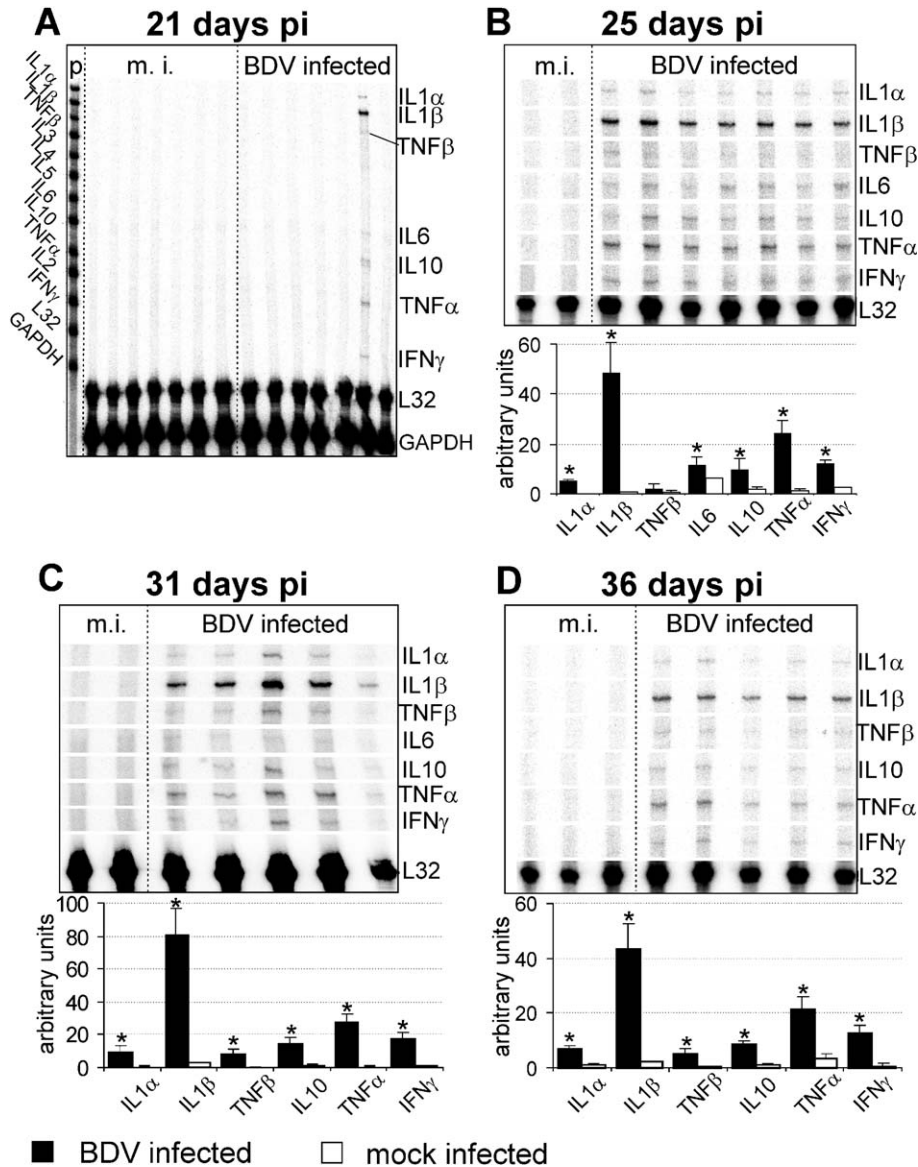 A 21 days pi
p m. i. BDV infected
IL1α
IL1β
TNFβ
IL3
IL4
IL5
IL6
IL10
TNFα
IL2
IFNγ
L32
GAPDH
IL1α
IL1β
TNFβ
IL6
IL10
TNFα
IFNγ
L32
GAPDH
B 25 days pi
m.i. BDV infected
IL1α
IL1β
TNFβ
IL6
IL10
TNFα
IFNγ
L32
arbitrary units
60
40
20
0
* * * * * *
IL1α IL1β TNFβ IL6 IL10 TNFα IFNγ
C 31 days pi
m.i. BDV infected
IL1α
IL1β
TNFβ
IL6
IL10
TNFα
IFNγ
L32
arbitrary units
100
80
60
40
20
0
* * * * * *
IL1α IL1β TNFβ IL10 TNFα IFNγ
D 36 days pi
m.i. BDV infected
IL1α
IL1β
TNFβ
IL10
TNFα
IFNγ
L32
arbitrary units
60
40
20
0
* * * * * *
IL1α IL1β TNFβ IL10 TNFα IFNγ
BDV infected mock infected